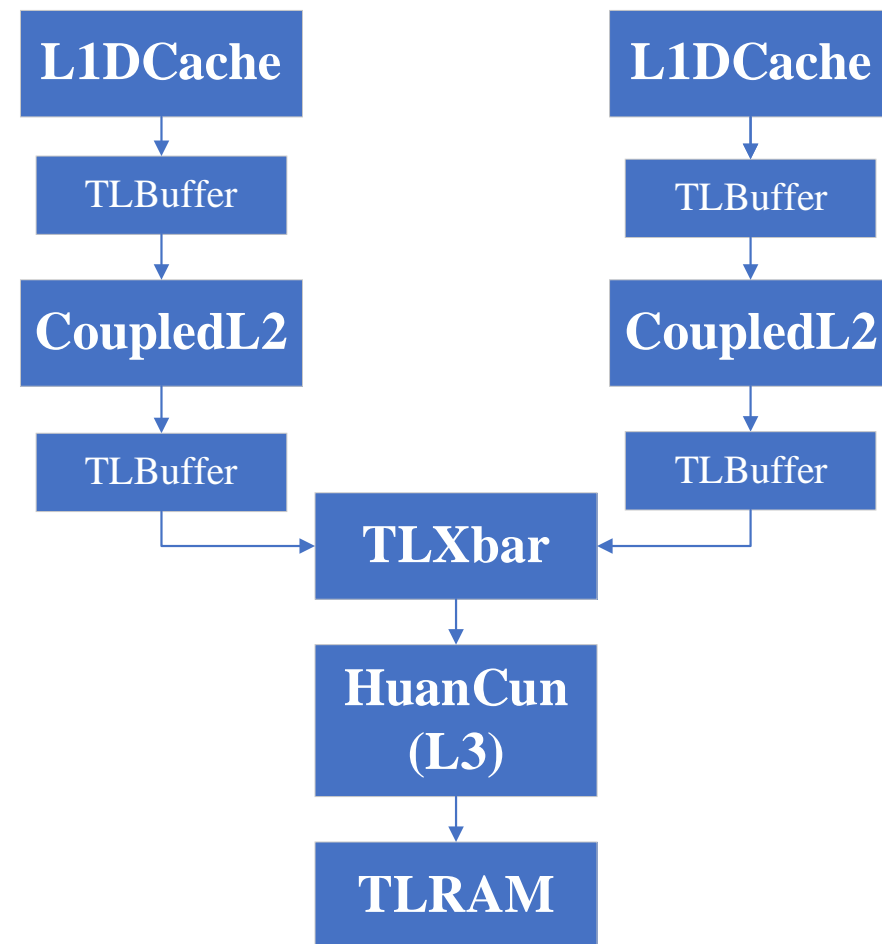 L1DCache
L1DCache
TLBuffer
TLBuffer
CoupledL2
CoupledL2
TLBuffer
TLBuffer
TLXbar
HuanCun
(L3)
TLRAM